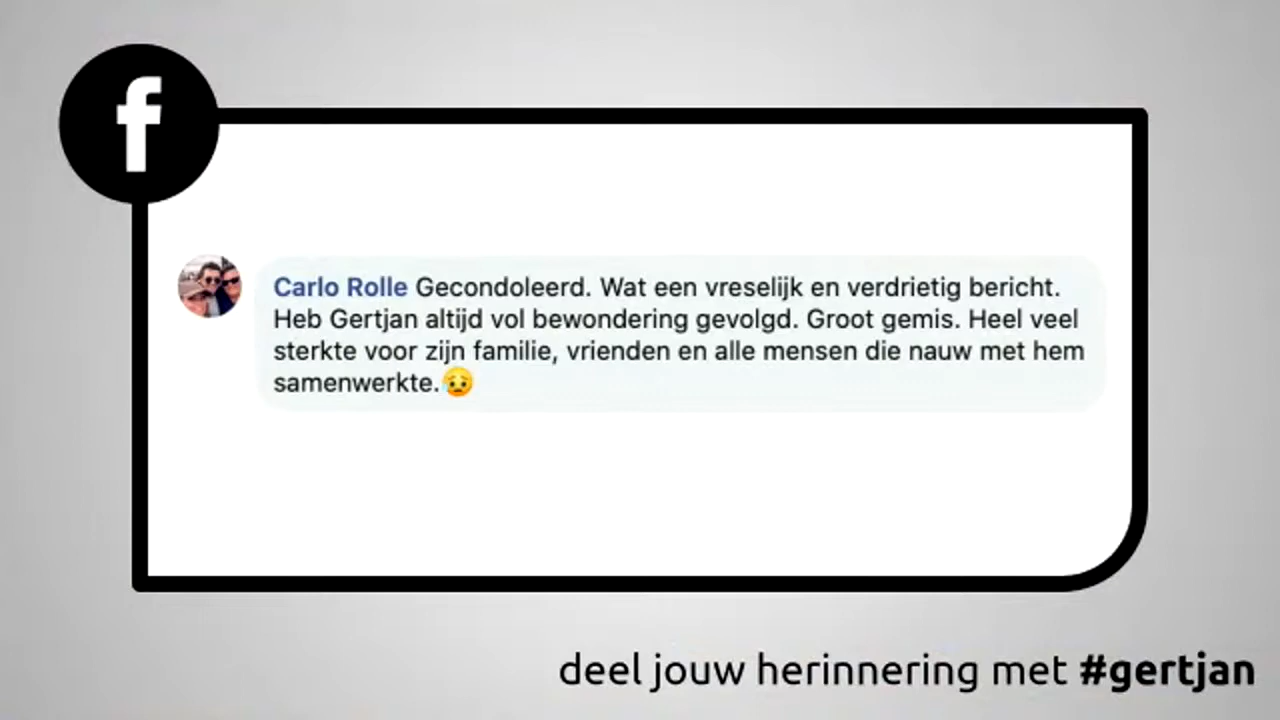 f
Carlo Rolle Gecondoleerd. Wat een vreselijk en verdrietig bericht.
Heb Gertjan altijd vol bewondering gevolgd. Groot gemis. Heel veel
sterkte voor zijn familie, vrienden en alle mensen die nauw met hem
samenwerkte.😥
deel jouw herinnering met #gertjan